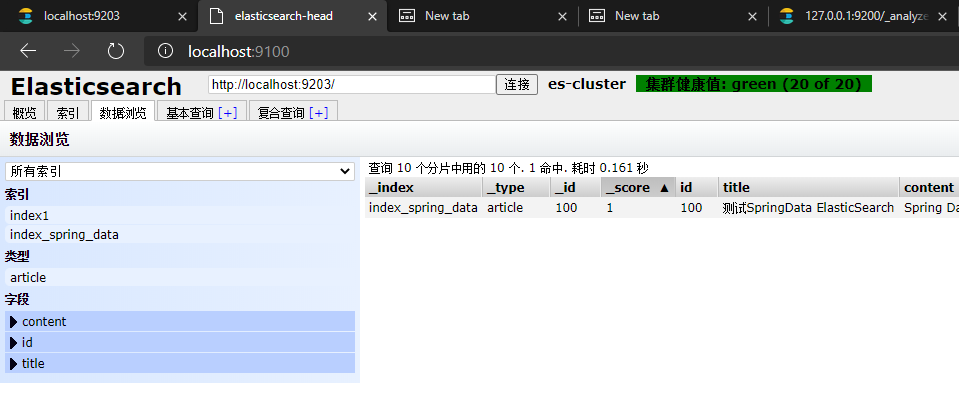 localhost:9203 elasticsearch-head New tab New tab 127.0.0.1:9200/_analyze
localhost:9100
Elasticsearch http://localhost:9203/ 连接 es-cluster 集群健康值: green (20 of 20)
概览 索引 数据浏览 基本查询 [+] 复合查询 [+]
数据浏览
所有索引
索引
index1
index_spring_data
类型
article
字段
content
id
title
查询 10 个分片中用的 10 个. 1 命中. 耗时 0.161 秒
_index _type _id _score ▲ id title content
index_spring_data article 100 1 100 测试SpringData ElasticSearch Spring Da